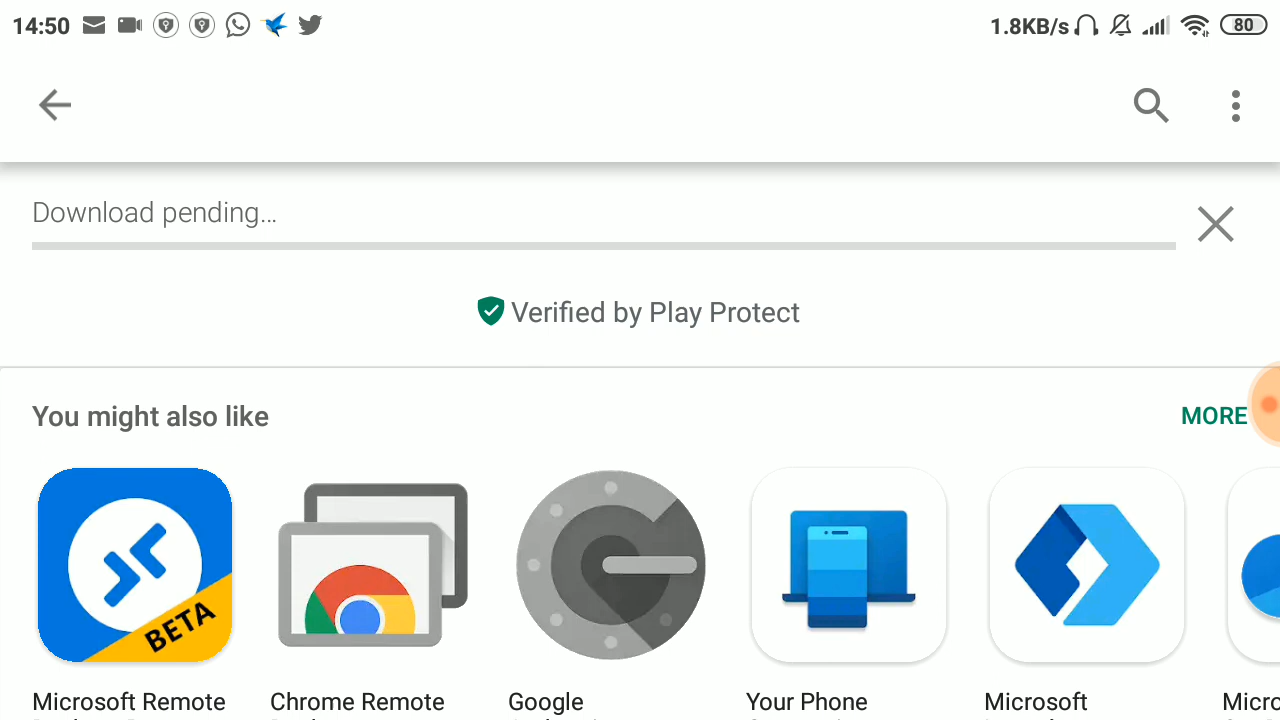 14:50 1.8KB/s 80
Download pending...
Verified by Play Protect
You might also like MORE
BETA
Microsoft Remote Chrome Remote Google Your Phone Microsoft